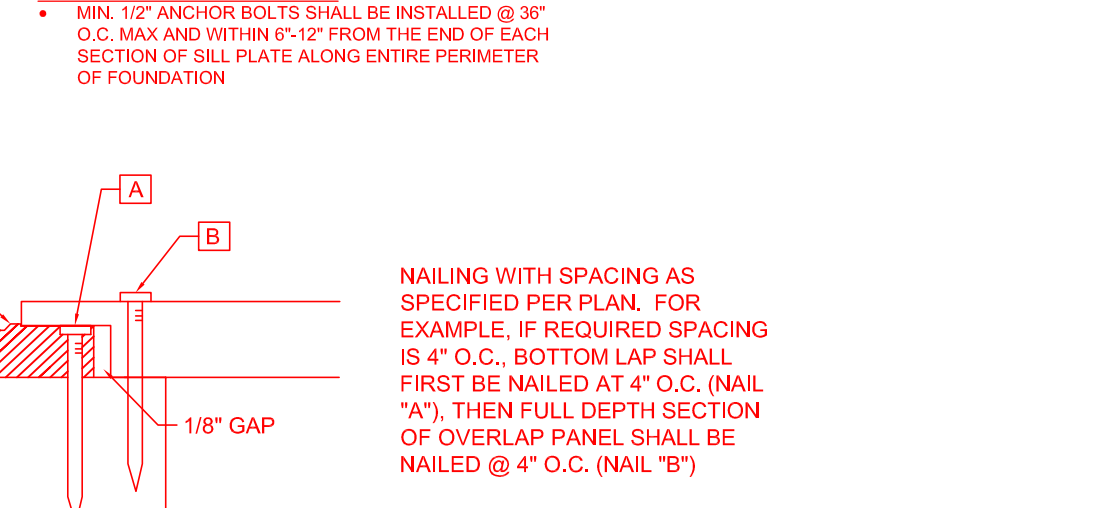 • MIN. 1/2" ANCHOR BOLTS SHALL BE INSTALLED @ 36"
O.C. MAX AND WITHIN 6"-12" FROM THE END OF EACH
SECTION OF SILL PLATE ALONG ENTIRE PERIMETER
OF FOUNDATION
A
B
NAILING WITH SPACING AS
SPECIFIED PER PLAN. FOR
EXAMPLE, IF REQUIRED SPACING
IS 4" O.C., BOTTOM LAP SHALL
FIRST BE NAILED AT 4" O.C. (NAIL
"A"), THEN FULL DEPTH SECTION
OF OVERLAP PANEL SHALL BE
NAILED @ 4" O.C. (NAIL "B")
1/8" GAP